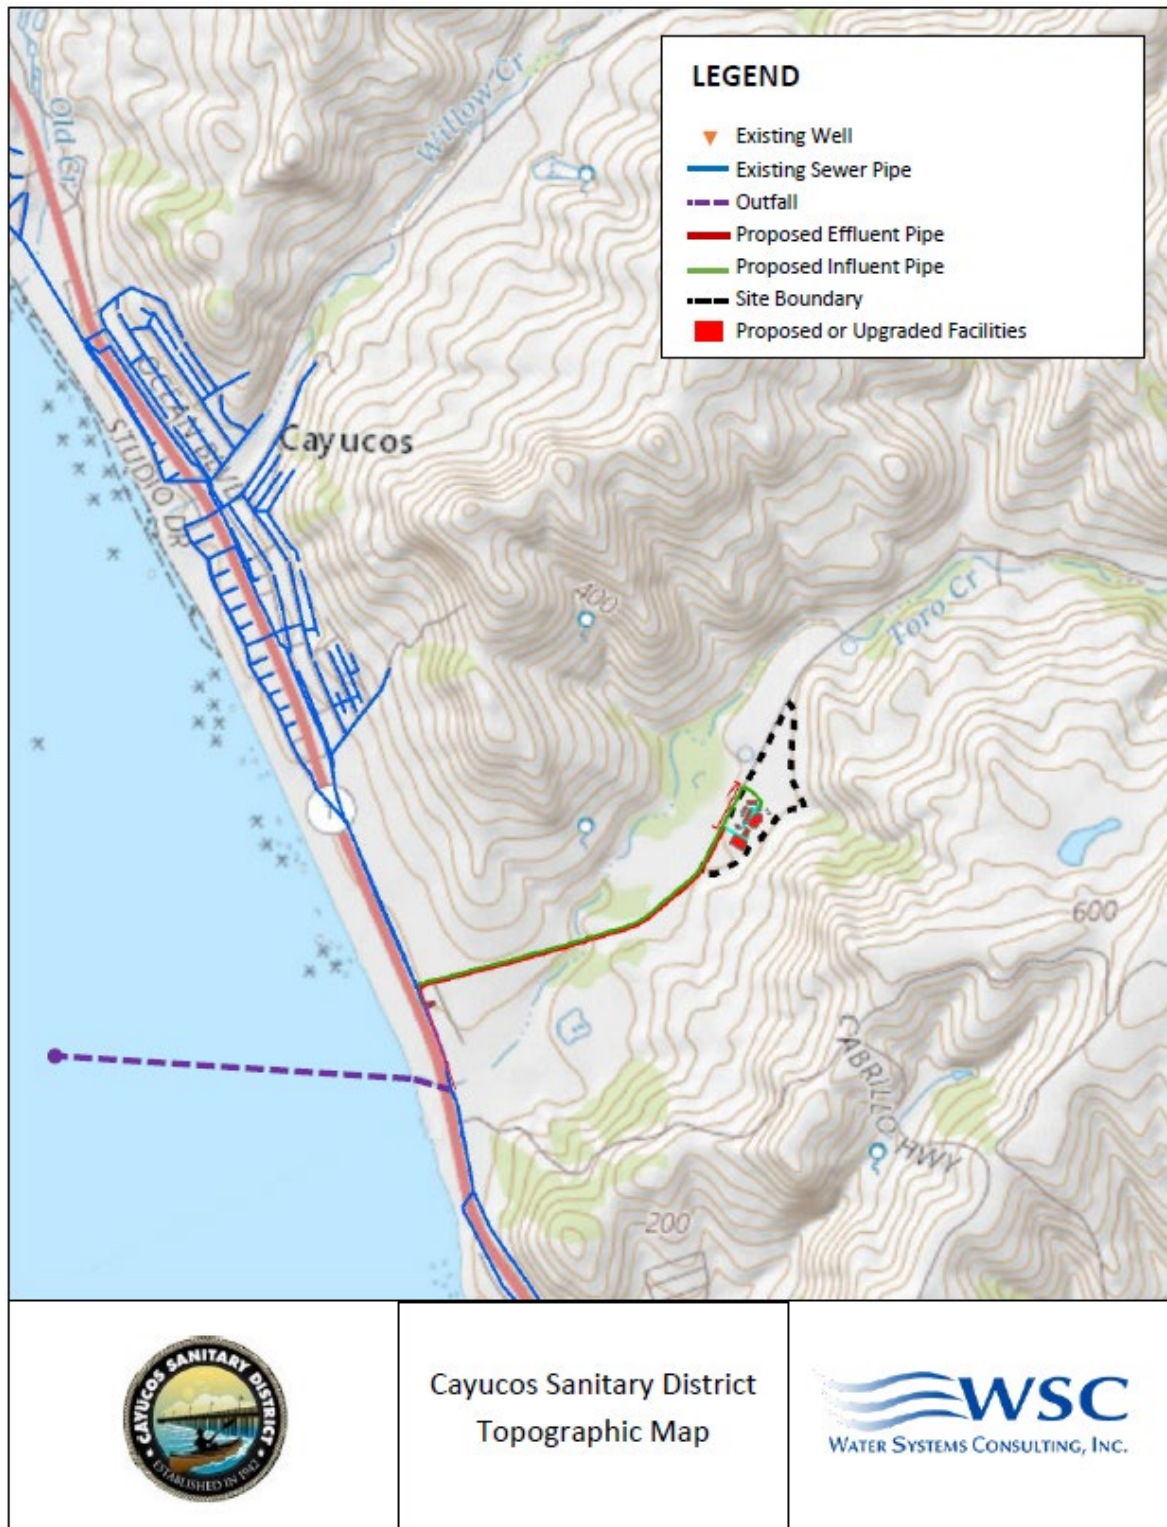 LEGEND
Existing Well
Existing Sewer Pipe
Outfall
Proposed Effluent Pipe
Proposed Influent Pipe
Site Boundary
Proposed or Upgraded Facilities
Willow Cr
Old Cr
OCEAN BLVD
STUDIO DR
Cayucos
400
Toro Cr
1
600
CABRILLO HWY
200
CAYUCOS SANITARY DISTRICT
ESTABLISHED IN 1942
Cayucos Sanitary District
Topographic Map
WSC
WATER SYSTEMS CONSULTING, INC.